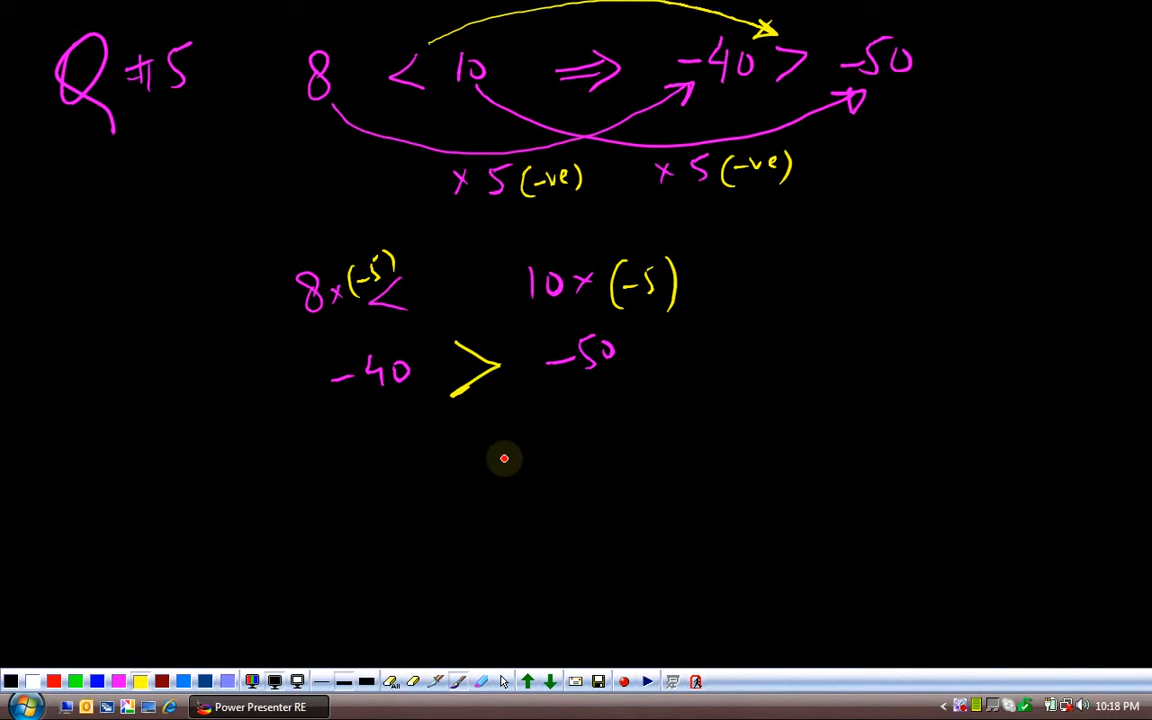 Q #5 8 < 10 ⇒ -40 > -50
× 5 (-ve) × 5 (-ve)
8 × (-5) < 10 × (-5)
-40 > -50
Power Presenter RE
10:18 PM